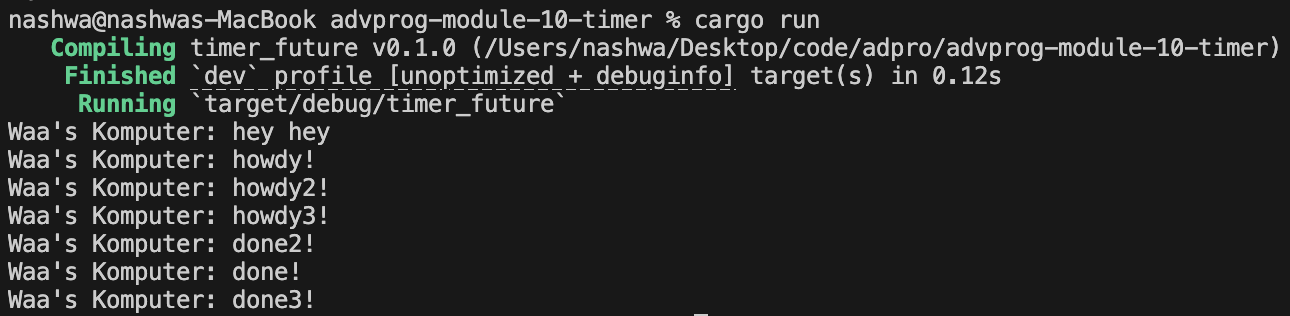 nashwa@nashwas-MacBook advprog-module-10-timer % cargo run
Compiling timer_future v0.1.0 (/Users/nashwa/Desktop/code/adpro/advprog-module-10-timer)
Finished `dev` profile [unoptimized + debuginfo] target(s) in 0.12s
Running `target/debug/timer_future`
Waa's Komputer: hey hey
Waa's Komputer: howdy!
Waa's Komputer: howdy2!
Waa's Komputer: howdy3!
Waa's Komputer: done2!
Waa's Komputer: done!
Waa's Komputer: done3!